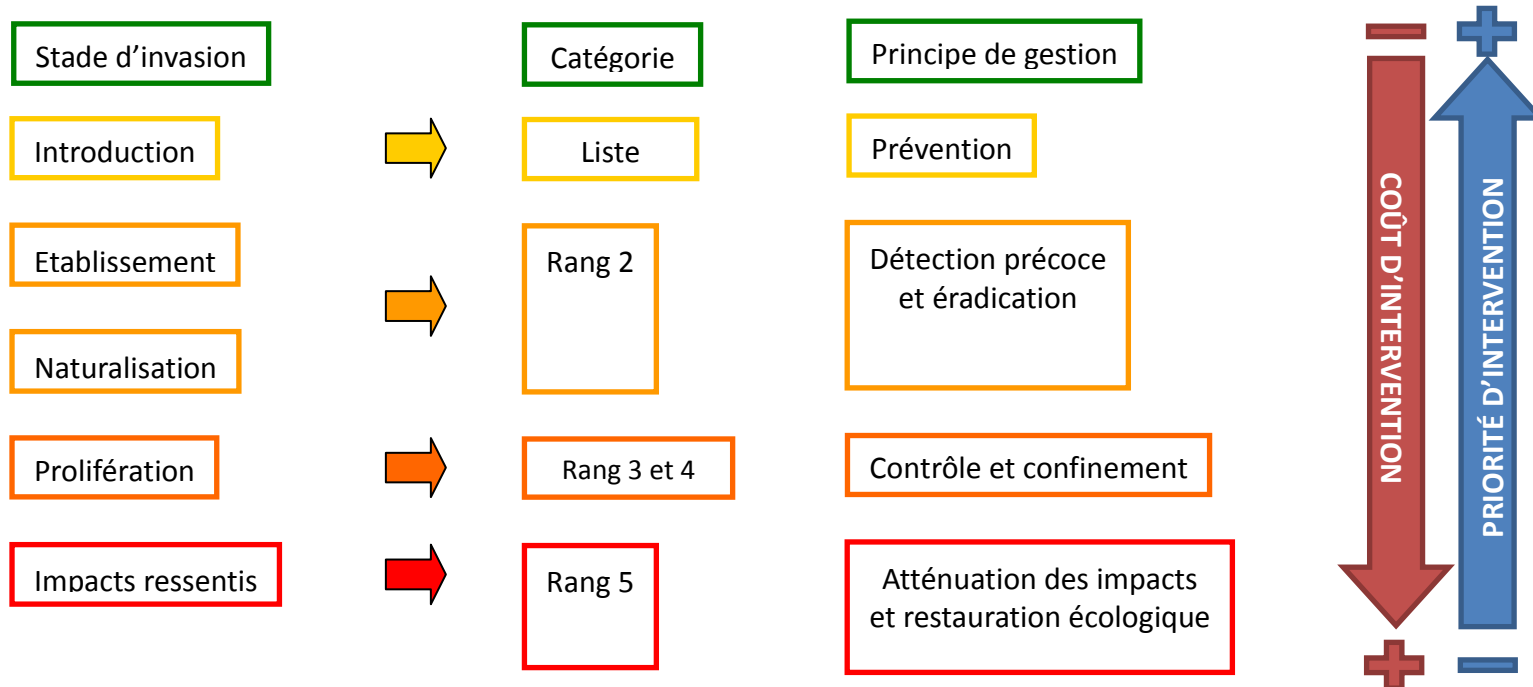 Stade d’invasion
Catégorie
Principe de gestion
Introduction
Liste
Prévention
Etablissement
Naturalisation
Rang 2
Détection précoce
et éradication
Prolifération
Rang 3 et 4
Contrôle et confinement
Impacts ressentis
Rang 5
Atténuation des impacts
et restauration écologique
COÛT D’INTERVENTION
PRIORITÉ D’INTERVENTION